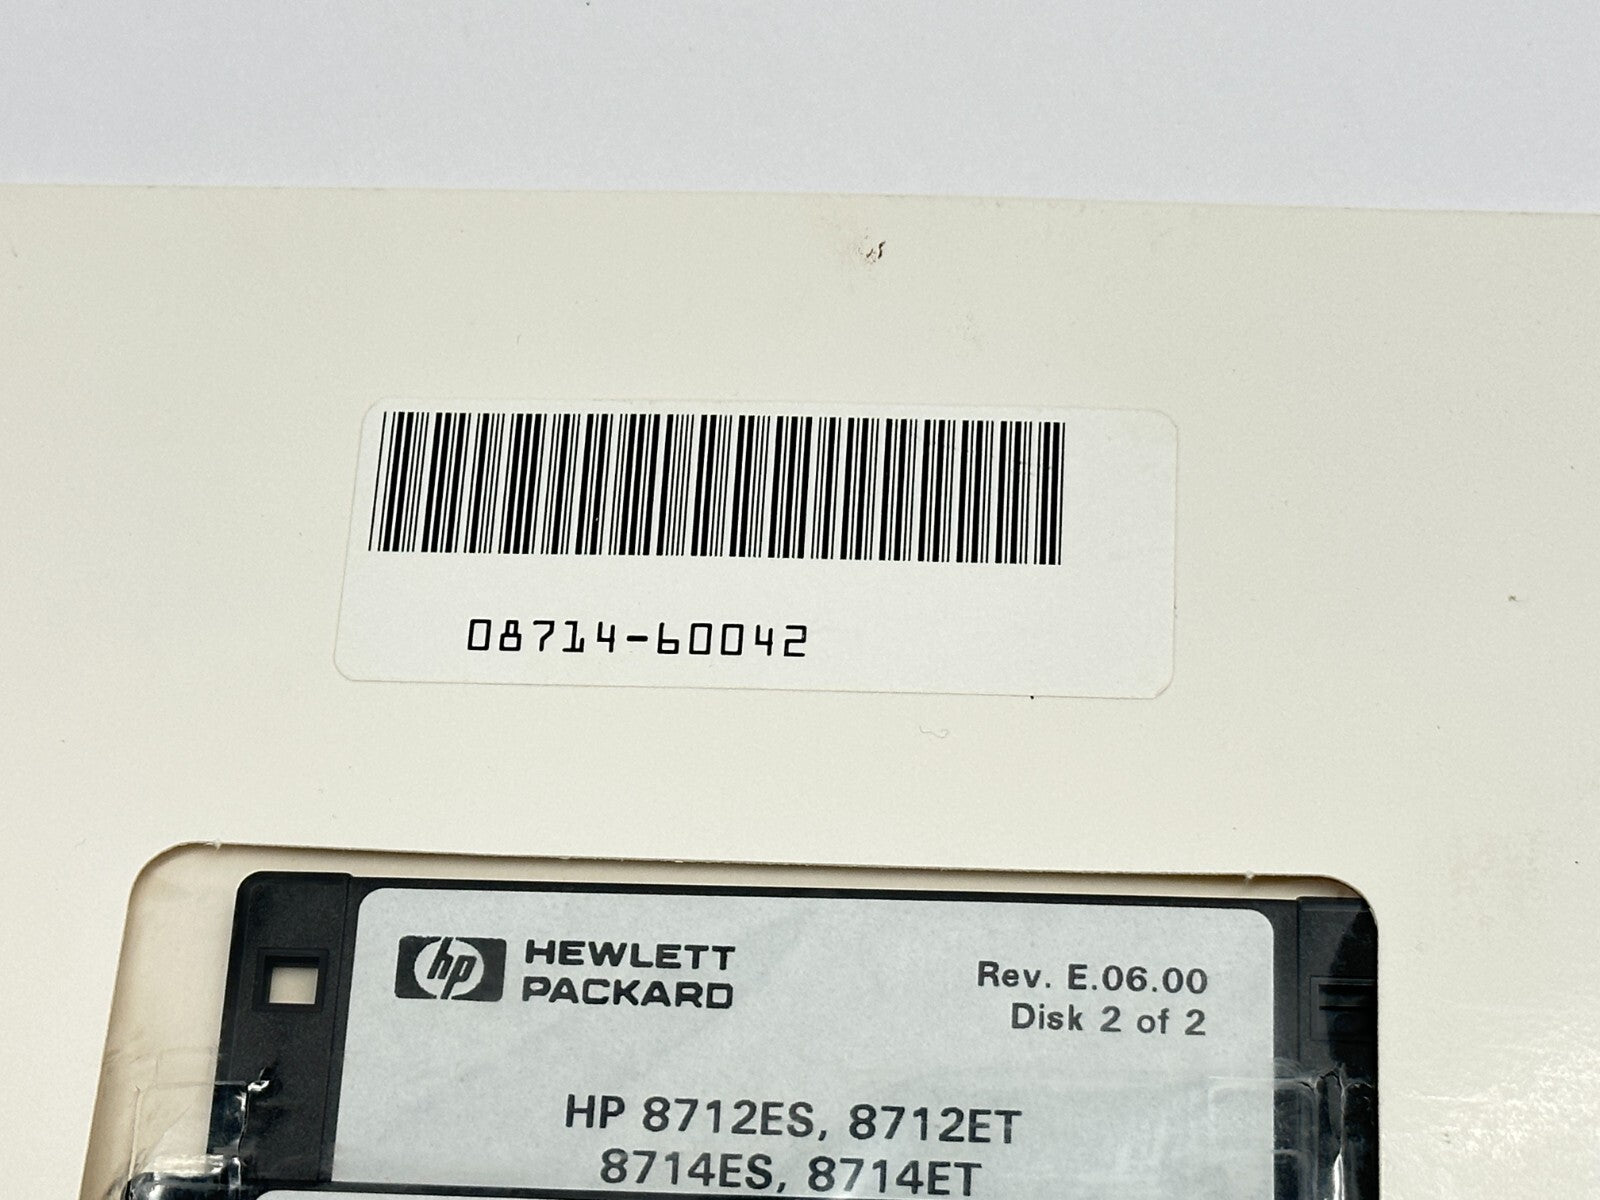 08714-60042
hp HEWLETT
PACKARD
Rev. E.06.00
Disk 2 of 2
HP 8712ES, 8712ET
8714ES, 8714ET